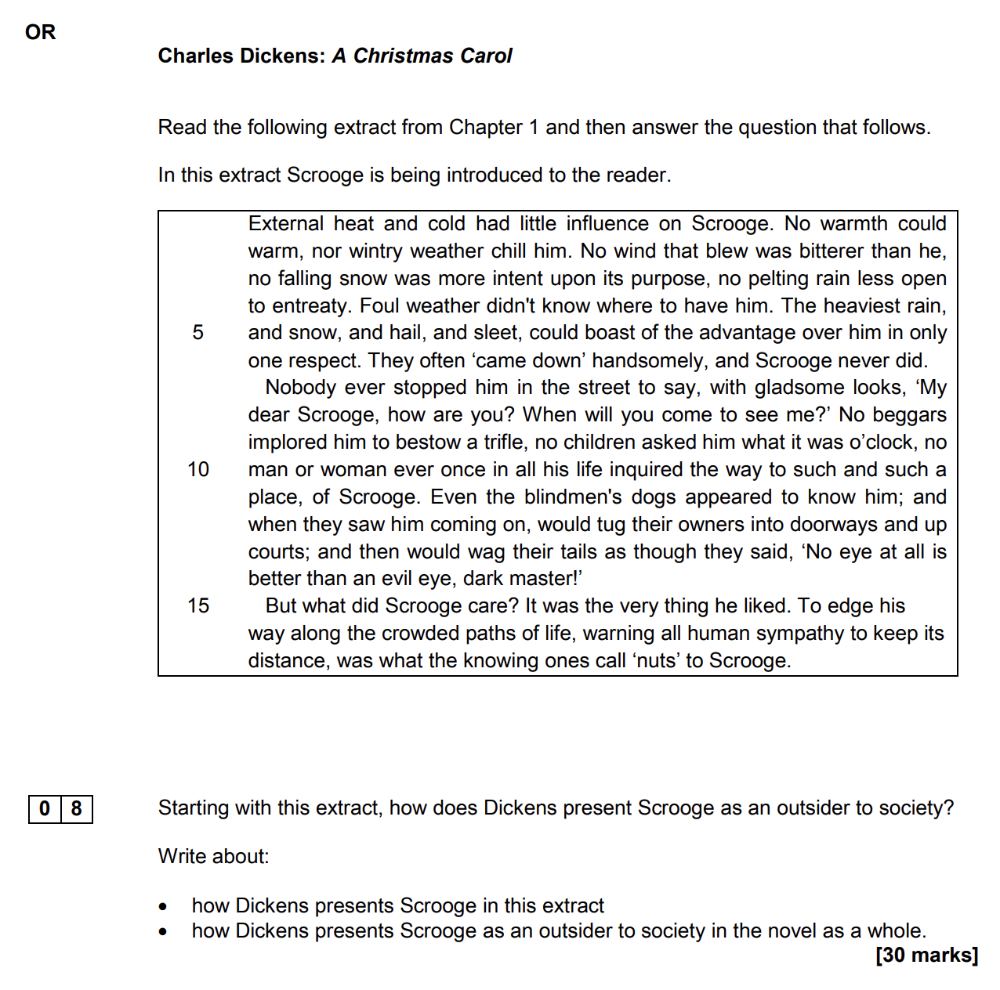 OR
Charles Dickens: A Christmas Carol
Read the following extract from Chapter 1 and then answer the question that follows.
In this extract Scrooge is being introduced to the reader.
External heat and cold had little influence on Scrooge. No warmth could
warm, nor wintry weather chill him. No wind that blew was bitterer than he,
no falling snow was more intent upon its purpose, no pelting rain less open
to entreaty. Foul weather didn't know where to have him. The heaviest rain,
5 and snow, and hail, and sleet, could boast of the advantage over him in only
one respect. They often ‘came down’ handsomely, and Scrooge never did.
Nobody ever stopped him in the street to say, with gladsome looks, ‘My
dear Scrooge, how are you? When will you come to see me?’ No beggars
implored him to bestow a trifle, no children asked him what it was o’clock, no
10 man or woman ever once in all his life inquired the way to such and such a
place, of Scrooge. Even the blindmen's dogs appeared to know him; and
when they saw him coming on, would tug their owners into doorways and up
courts; and then would wag their tails as though they said, ‘No eye at all is
better than an evil eye, dark master!’
15 But what did Scrooge care? It was the very thing he liked. To edge his
way along the crowded paths of life, warning all human sympathy to keep its
distance, was what the knowing ones call ‘nuts’ to Scrooge.
0 8 Starting with this extract, how does Dickens present Scrooge as an outsider to society?
Write about:
• how Dickens presents Scrooge in this extract
• how Dickens presents Scrooge as an outsider to society in the novel as a whole.
[30 marks]